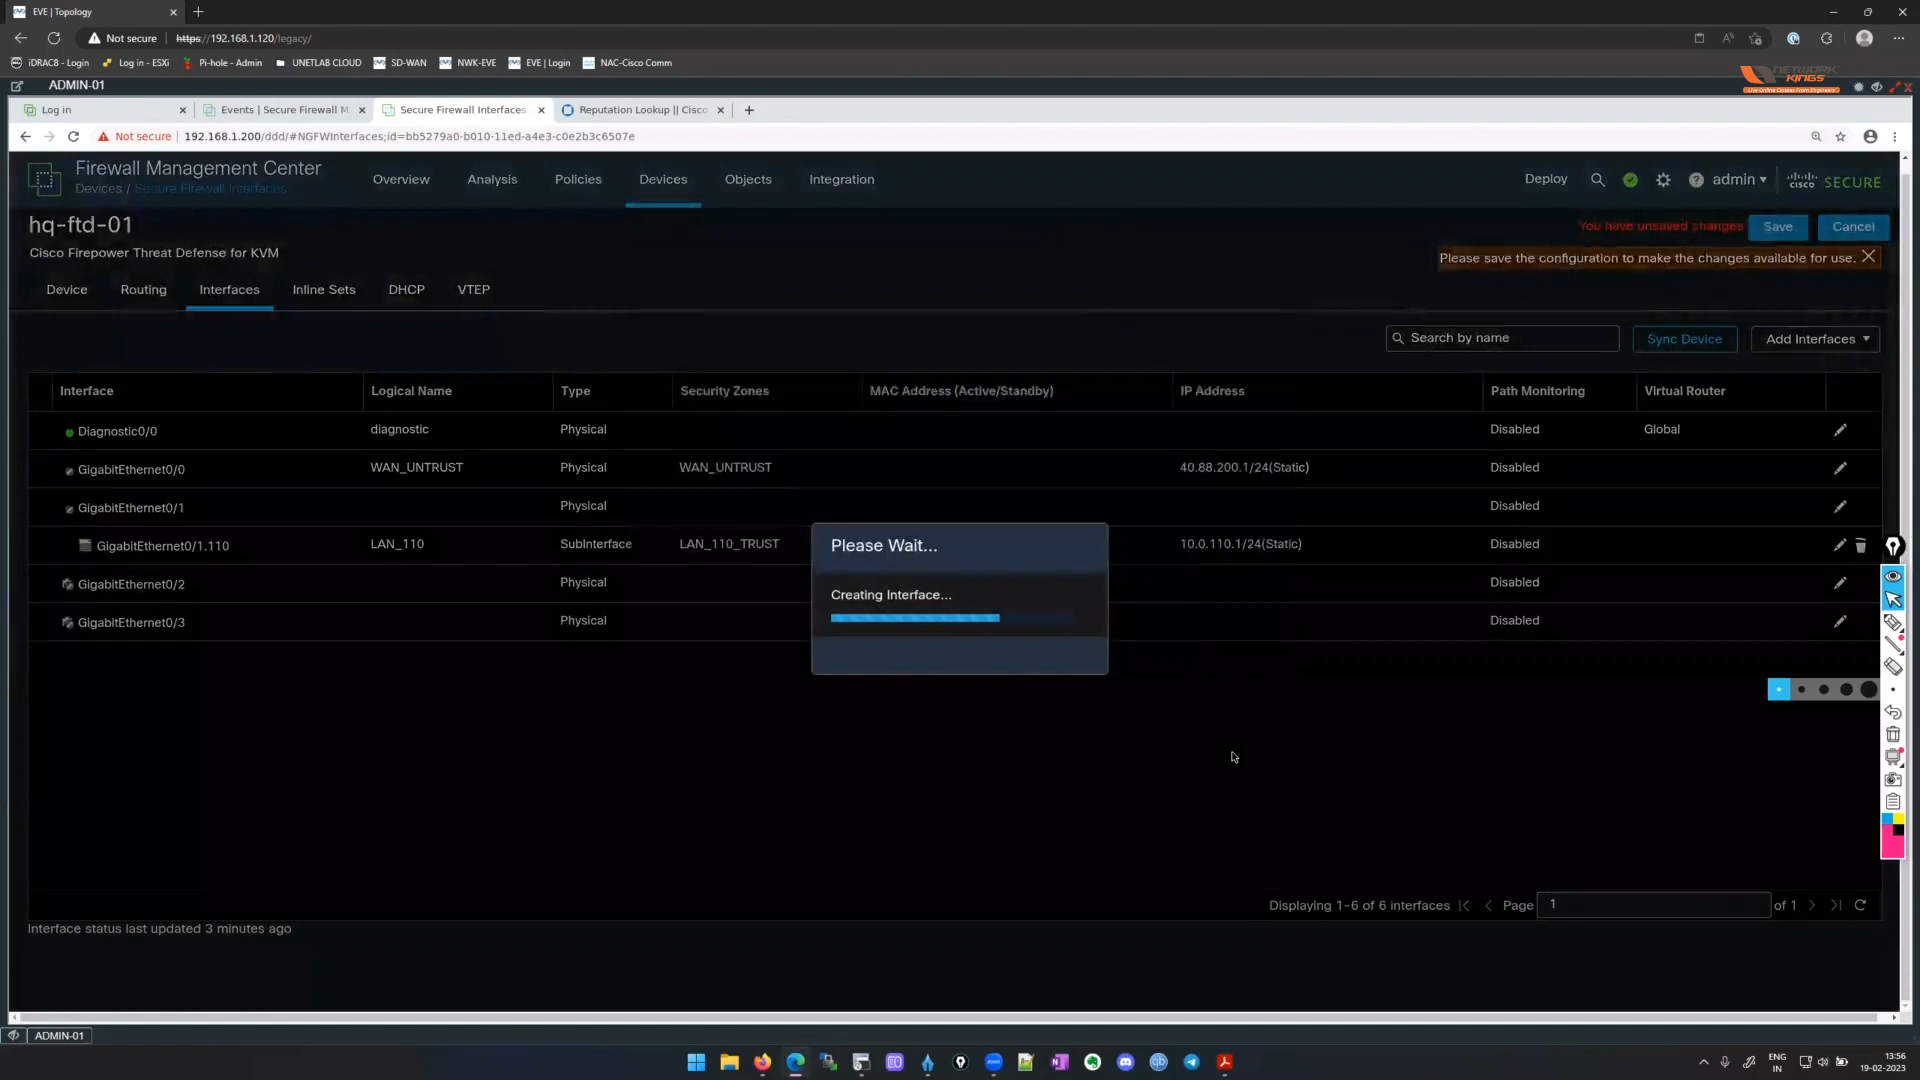 EVE | Topology
Not secure https://192.168.1.120/legacy/
iDRAC8 - Login Log in - ESXi Pi-hole - Admin UNETLAB CLOUD SD-WAN NWK-EVE EVE | Login NAC-Cisco Comm
NETWORK KINGS
Live Online Classes From Engineers
ADMIN-01
Log in Events | Secure Firewall M Secure Firewall Interfaces Reputation Lookup || Cisco
Not secure 192.168.1.200/ddd/#NGFWInterfaces;id=bb5279a0-b010-11ed-a4e3-c0e2b3c6507e
Firewall Management Center
Devices / Secure Firewall Interfaces
Overview Analysis Policies Devices Objects Integration
Deploy admin cisco SECURE
hq-ftd-01
You have unsaved changes Save Cancel
Cisco Firepower Threat Defense for KVM
Please save the configuration to make the changes available for use.
Device Routing Interfaces Inline Sets DHCP VTEP
Search by name Sync Device Add Interfaces
Interface Logical Name Type Security Zones MAC Address (Active/Standby) IP Address Path Monitoring Virtual Router
Diagnostic0/0 diagnostic Physical Disabled Global
GigabitEthernet0/0 WAN_UNTRUST Physical WAN_UNTRUST 40.88.200.1/24(Static) Disabled
GigabitEthernet0/1 Physical Disabled
GigabitEthernet0/1.110 LAN_110 SubInterface LAN_110_TRUST 10.0.110.1/24(Static) Disabled
GigabitEthernet0/2 Physical Disabled
GigabitEthernet0/3 Physical Disabled
Please Wait...
Creating Interface...
Displaying 1-6 of 6 interfaces Page 1 of 1
Interface status last updated 3 minutes ago
ADMIN-01
ENG
IN
13:56
19-02-2023